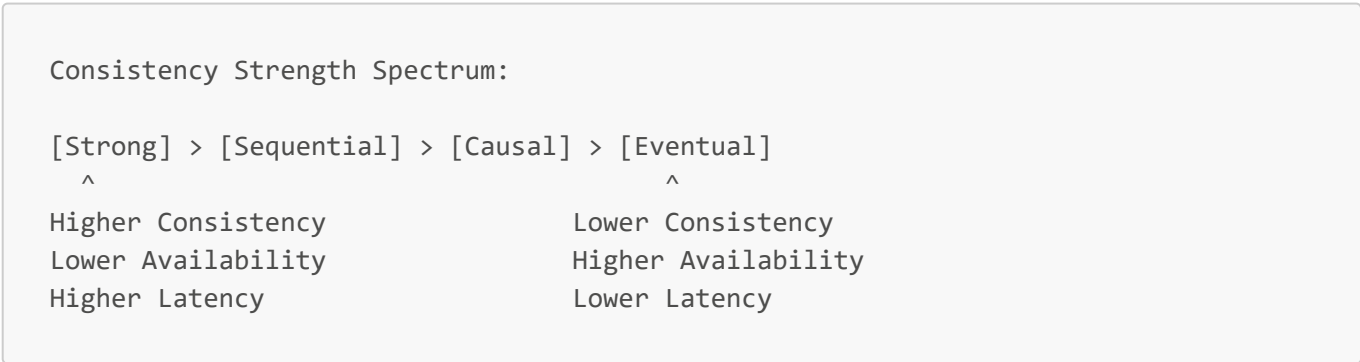 Consistency Strength Spectrum:
[Strong] > [Sequential] > [Causal] > [Eventual]
^                                     ^
Higher Consistency                Lower Consistency
Lower Availability                Higher Availability
Higher Latency                    Lower Latency